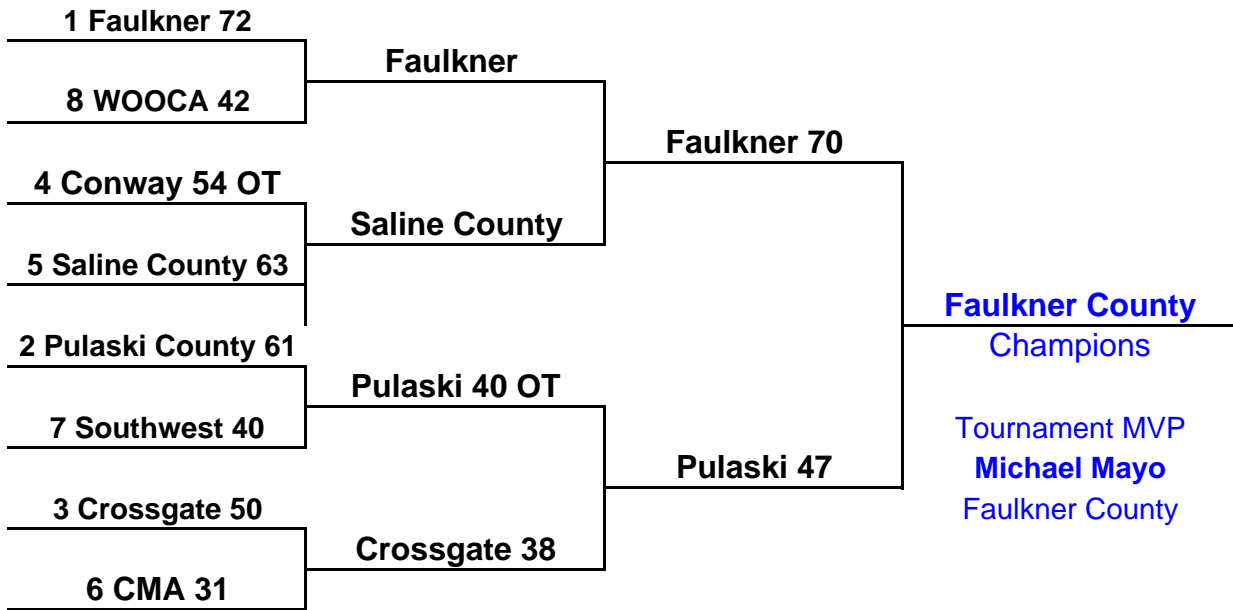 1 Faulkner 72
Faulkner
8 WOOCA 42
Faulkner 70
4 Conway 54 OT
Saline County
5 Saline County 63
Faulkner County
Champions
2 Pulaski County 61
Pulaski 40 OT
7 Southwest 40
Tournament MVP
Pulaski 47
Michael Mayo
3 Crossgate 50
Faulkner County
Crossgate 38
6 CMA 31